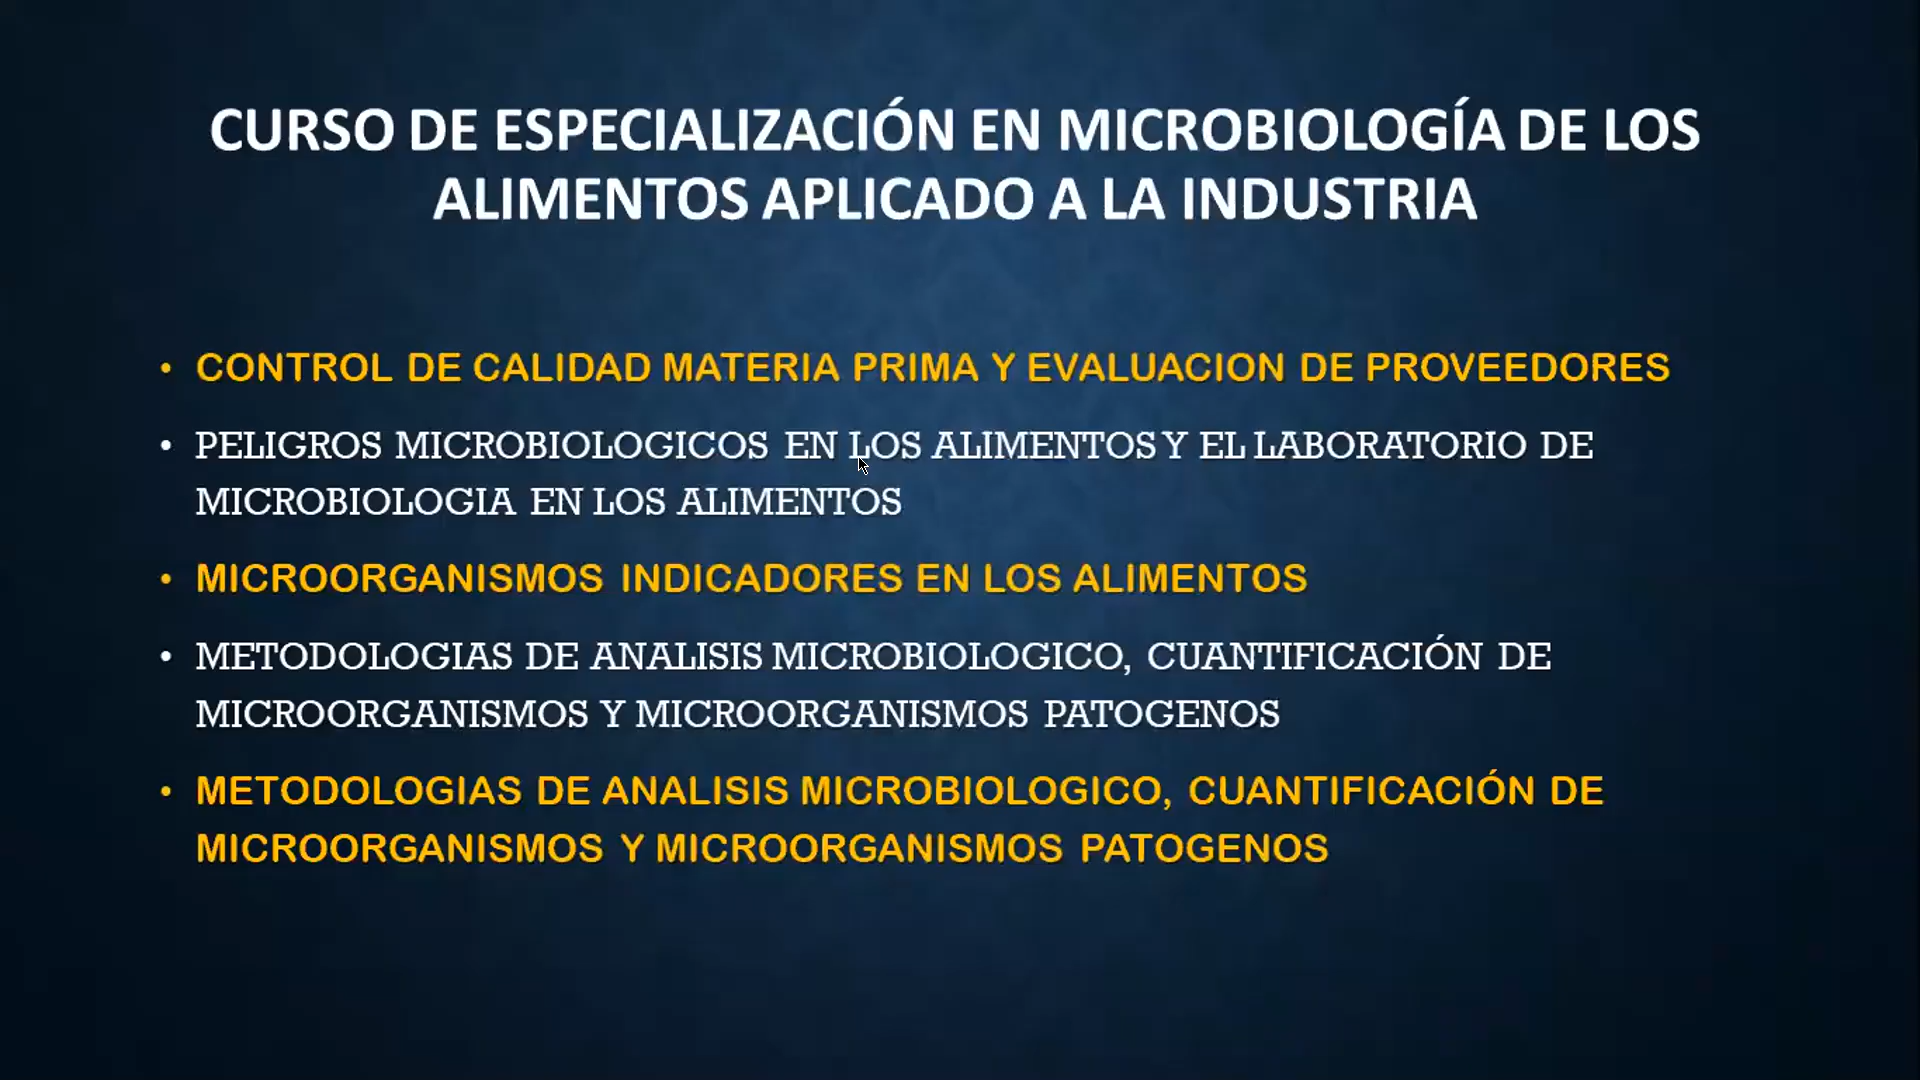 CURSO DE ESPECIALIZACIÓN EN MICROBIOLOGÍA DE LOS
ALIMENTOS APLICADO A LA INDUSTRIA
• CONTROL DE CALIDAD MATERIA PRIMA Y EVALUACION DE PROVEEDORES
• PELIGROS MICROBIOLOGICOS EN LOS ALIMENTOS Y EL LABORATORIO DE
MICROBIOLOGIA EN LOS ALIMENTOS
• MICROORGANISMOS INDICADORES EN LOS ALIMENTOS
• METODOLOGIAS DE ANALISIS MICROBIOLOGICO, CUANTIFICACIÓN DE
MICROORGANISMOS Y MICROORGANISMOS PATOGENOS
• METODOLOGIAS DE ANALISIS MICROBIOLOGICO, CUANTIFICACIÓN DE
MICROORGANISMOS Y MICROORGANISMOS PATOGENOS